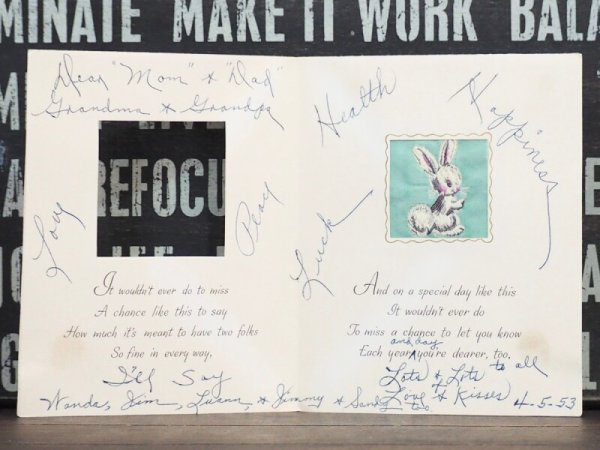 MINATE MAKE IT WORK BALA
REFOCU
Dear "Mom" & "Dad"
Grandma & Grandpa
Love
Play
It wouldn't ever do to miss
A chance like this to say
How much it's meant to have two folks
So fine in every way,
I'll Say
Wanda, Jim, Luann, & Jimmy & Sandy too
Health
Happiness
Luck
And on a special day like this
It wouldn't ever do
To miss a chance to let you know
and day
Each year you're dearer, too.
Lots & Lots to all
of
Love & Kisses 4-5-53